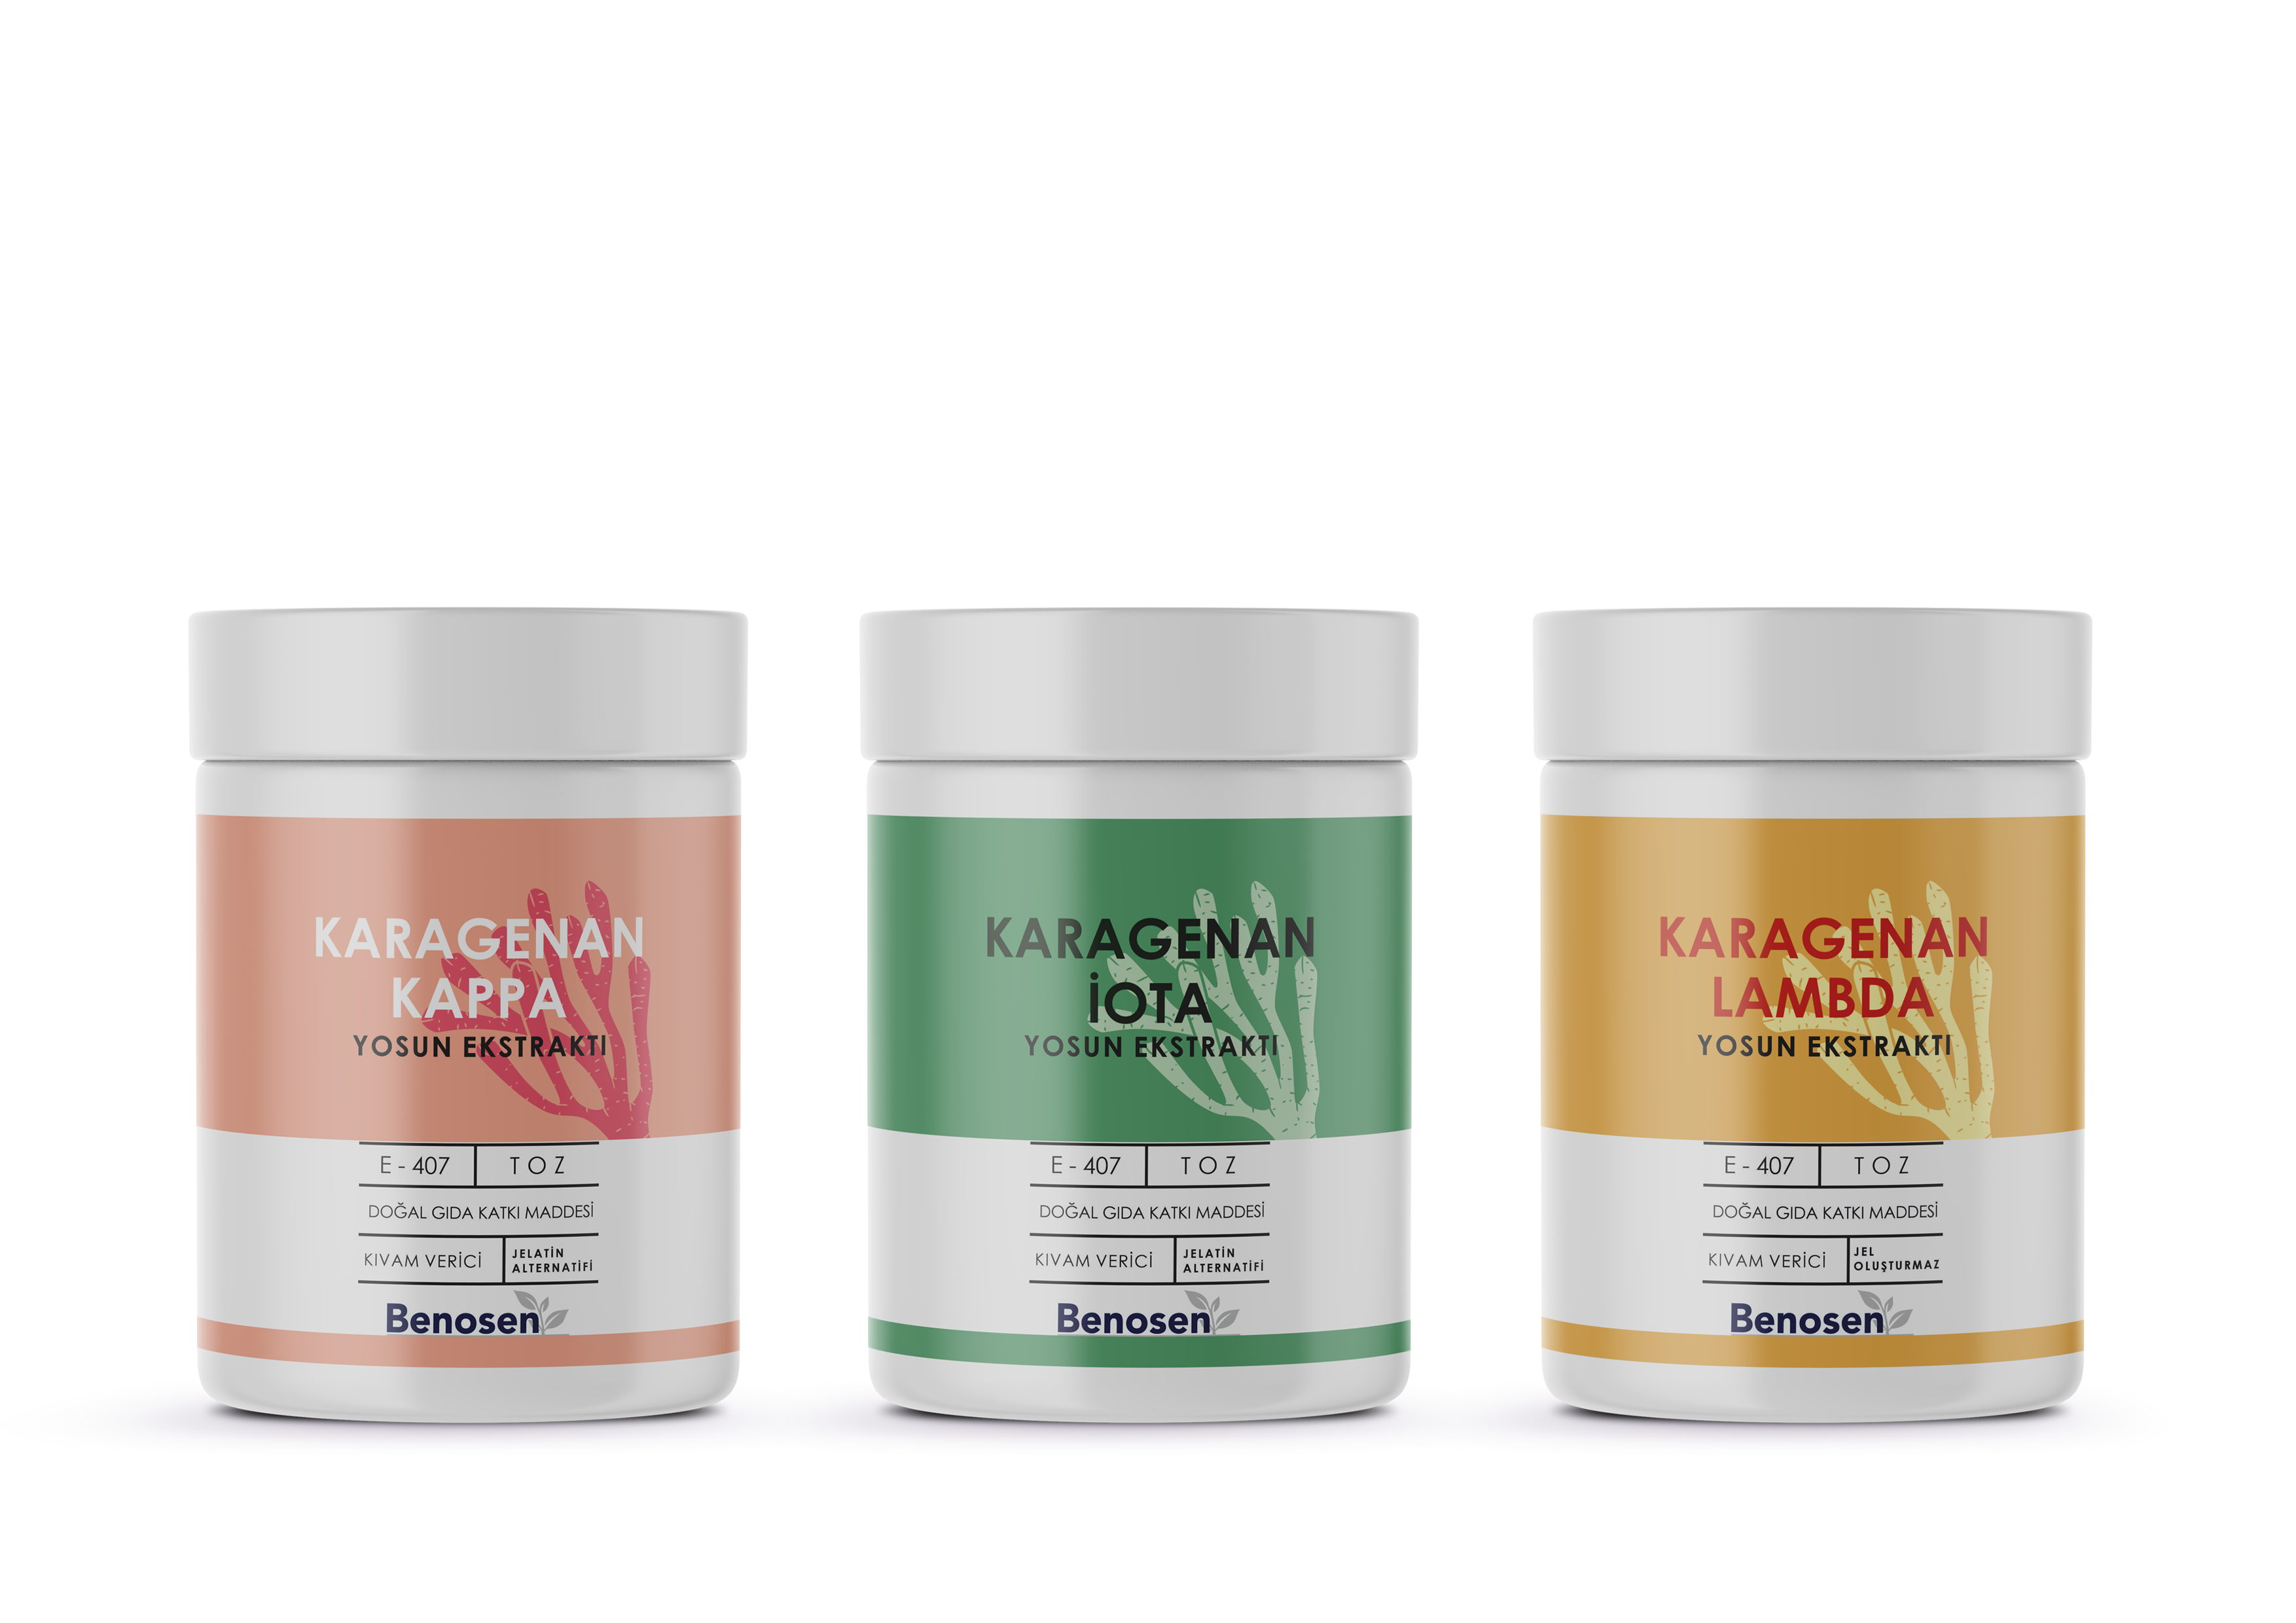 KARAGENAN
KAPPA
YOSUN EKSTRAKTI
E - 407 TOZ
DOĞAL GIDA KATKI MADDESİ
KIVAM VERİCİ
JELATİN
ALTERNATİFİ
Benosen
KARAGENAN
İOTA
YOSUN EKSTRAKTI
E - 407 TOZ
DOĞAL GIDA KATKI MADDESİ
KIVAM VERİCİ
JELATİN
ALTERNATİFİ
Benosen
KARAGENAN
LAMBDA
YOSUN EKSTRAKTI
E - 407 TOZ
DOĞAL GIDA KATKI MADDESİ
KIVAM VERİCİ
JEL
OLUŞTURMAZ
Benosen